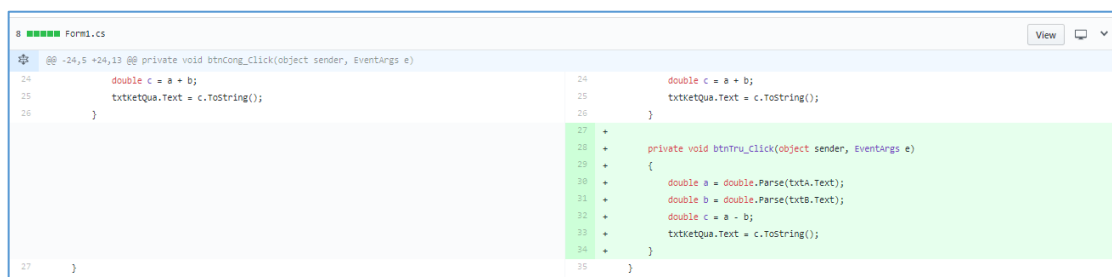 8 Form1.cs View
@@ -24,5 +24,13 @@ private void btnCong_Click(object sender, EventArgs e)
24 double c = a + b; 24 double c = a + b;
25 txtKetQua.Text = c.ToString(); 25 txtKetQua.Text = c.ToString();
26 } 26 }
27 +
28 + private void btnTru_Click(object sender, EventArgs e)
29 + {
30 + double a = double.Parse(txtA.Text);
31 + double b = double.Parse(txtB.Text);
32 + double c = a - b;
33 + txtKetQua.Text = c.ToString();
34 + }
27 } 35 }